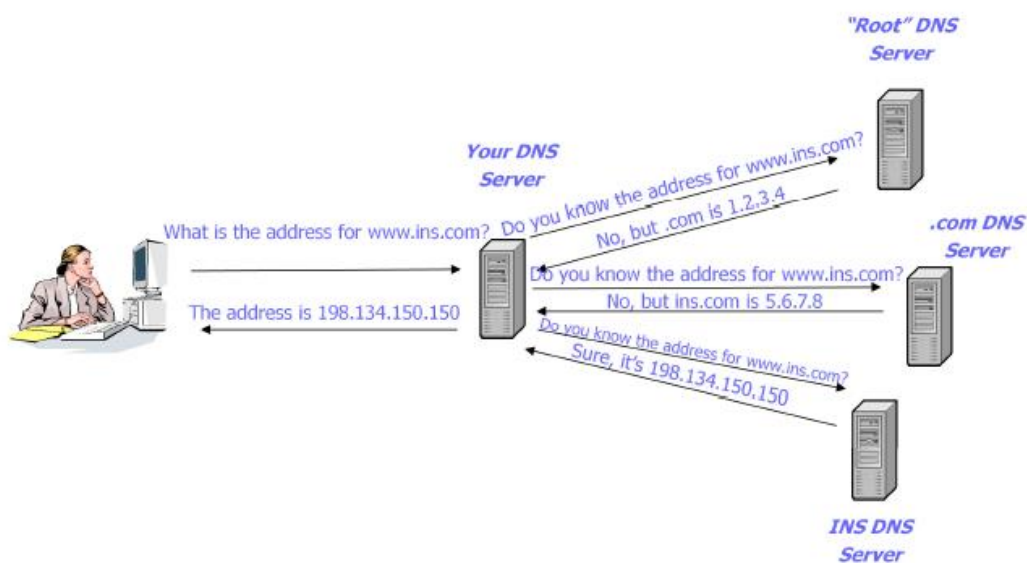 "Root" DNS
Server
Your DNS
Server
Do you know the address for www.ins.com?
No, but .com is 1.2.3.4
.com DNS
Server
What is the address for www.ins.com?
Do you know the address for www.ins.com?
No, but ins.com is 5.6.7.8
The address is 198.134.150.150
Do you know the address for www.ins.com?
Sure, it's 198.134.150.150
INS DNS
Server